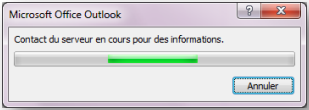 Microsoft Office Outlook
Contact du serveur en cours pour des informations.
Annuler